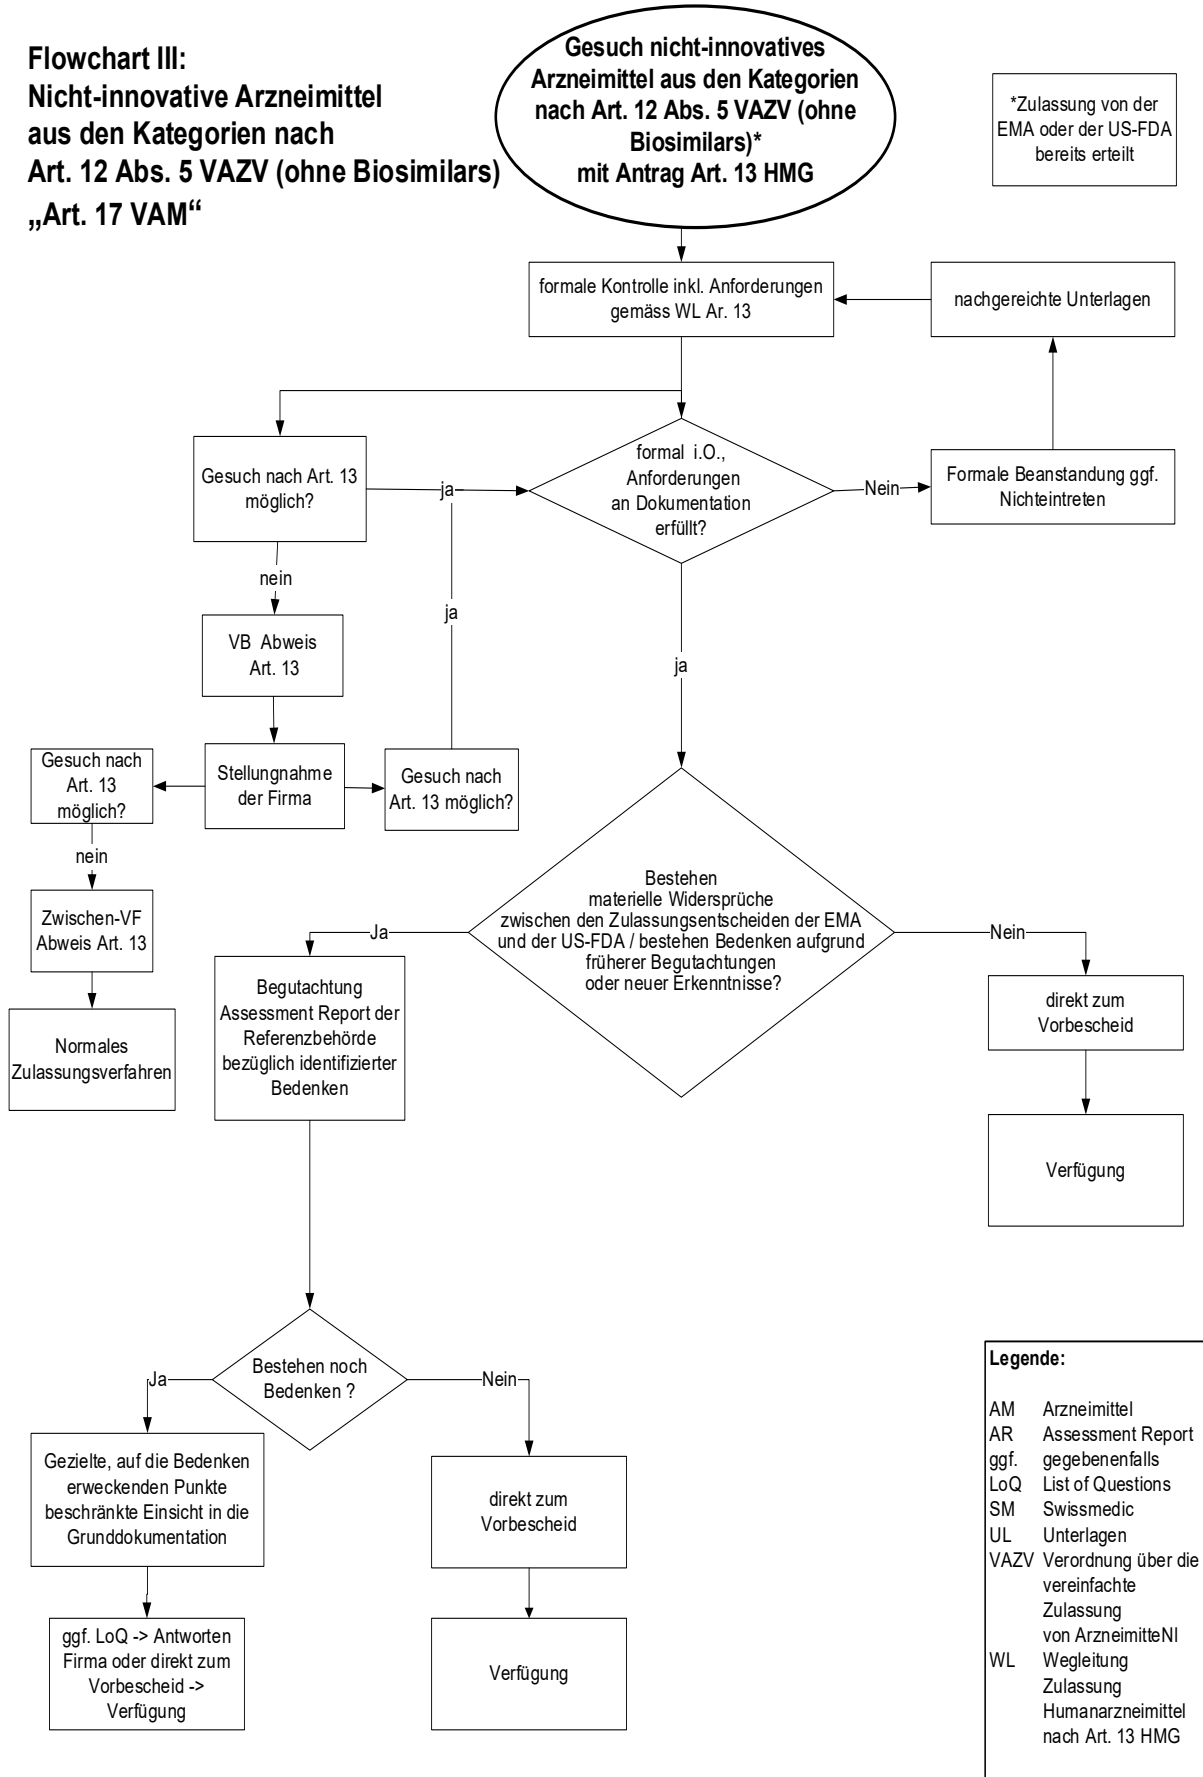 Flowchart III:
Nicht-innovative Arzneimittel
aus den Kategorien nach
Art. 12 Abs. 5 VAZV (ohne Biosimilars)
„Art. 17 VAM“
Gesuch nicht-innovatives
Arzneimittel aus den Kategorien
nach Art. 12 Abs. 5 VAZV (ohne
Biosimilars)*
mit Antrag Art. 13 HMG
*Zulassung von der
EMA oder der US-FDA
bereits erteilt
formale Kontrolle inkl. Anforderungen
gemäss WL Ar. 13
nachgereichte Unterlagen
Gesuch nach Art. 13
möglich?
ja
formal i.O.,
Anforderungen
an Dokumentation
erfüllt?
Nein
Formale Beanstandung ggf.
Nichteintreten
nein
ja
VB Abweis
Art. 13
ja
Gesuch nach
Art. 13
möglich?
Stellungnahme
der Firma
Gesuch nach
Art. 13 möglich?
nein
Zwischen-VF
Abweis Art. 13
Normales
Zulassungsverfahren
Bestehen
materielle Widersprüche
zwischen den Zulassungsentscheiden der EMA
und der US-FDA / bestehen Bedenken aufgrund
früherer Begutachtungen
oder neuer Erkenntnisse?
Ja
Nein
Begutachtung
Assessment Report der
Referenzbehörde
bezüglich identifizierter
Bedenken
direkt zum
Vorbescheid
Verfügung
Bestehen noch
Bedenken ?
Ja
Nein
Gezielte, auf die Bedenken
erweckenden Punkte
beschränkte Einsicht in die
Grunddokumentation
direkt zum
Vorbescheid
ggf. LoQ -> Antworten
Firma oder direkt zum
Vorbescheid ->
Verfügung
Verfügung
Legende:
AM Arzneimittel
AR Assessment Report
ggf. gegebenenfalls
LoQ List of Questions
SM Swissmedic
UL Unterlagen
VAZV Verordnung über die
vereinfachte
Zulassung
von ArzneimitteNl
WL Wegleitung
Zulassung
Humanarzneimittel
nach Art. 13 HMG